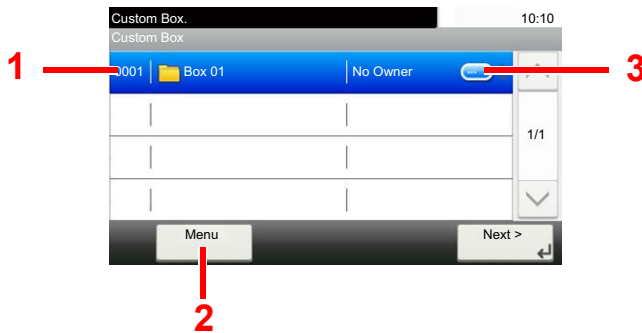 Custom Box. 10:10
Custom Box
1 0001 Box 01 No Owner ... 3
1/1
Menu Next >
2